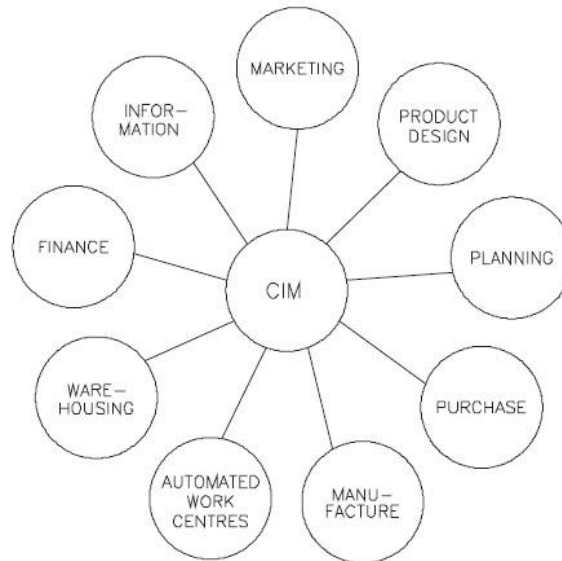 MARKETING
INFOR-
MATION
PRODUCT
DESIGN
FINANCE
PLANNING
CIM
WARE-
HOUSING
PURCHASE
AUTOMATED
WORK
CENTRES
MANU-
FACTURE